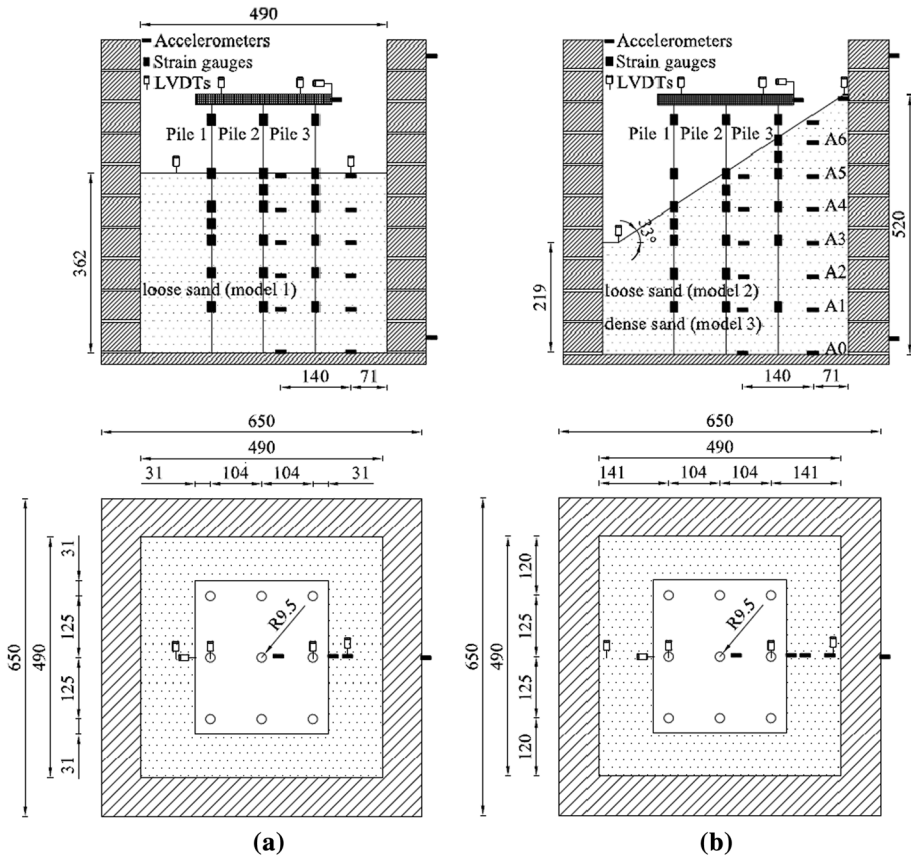 490
Accelerometers
Strain gauges
LVDTs
Pile 1 Pile 2 Pile 3
362
loose sand (model 1)
140 71
Accelerometers
Strain gauges
LVDTs
Pile 1 Pile 2 Pile 3
A6
A5
A4
33°
A3
A2
loose sand (model 2)
A1
dense sand (model 3)
A0
219
520
140 71
650
490
31 104 104 31
31
125
125
31
490
650
R9.5
(a)
650
490
141 104 104 141
120
125
125
120
490
650
R9.5
(b)